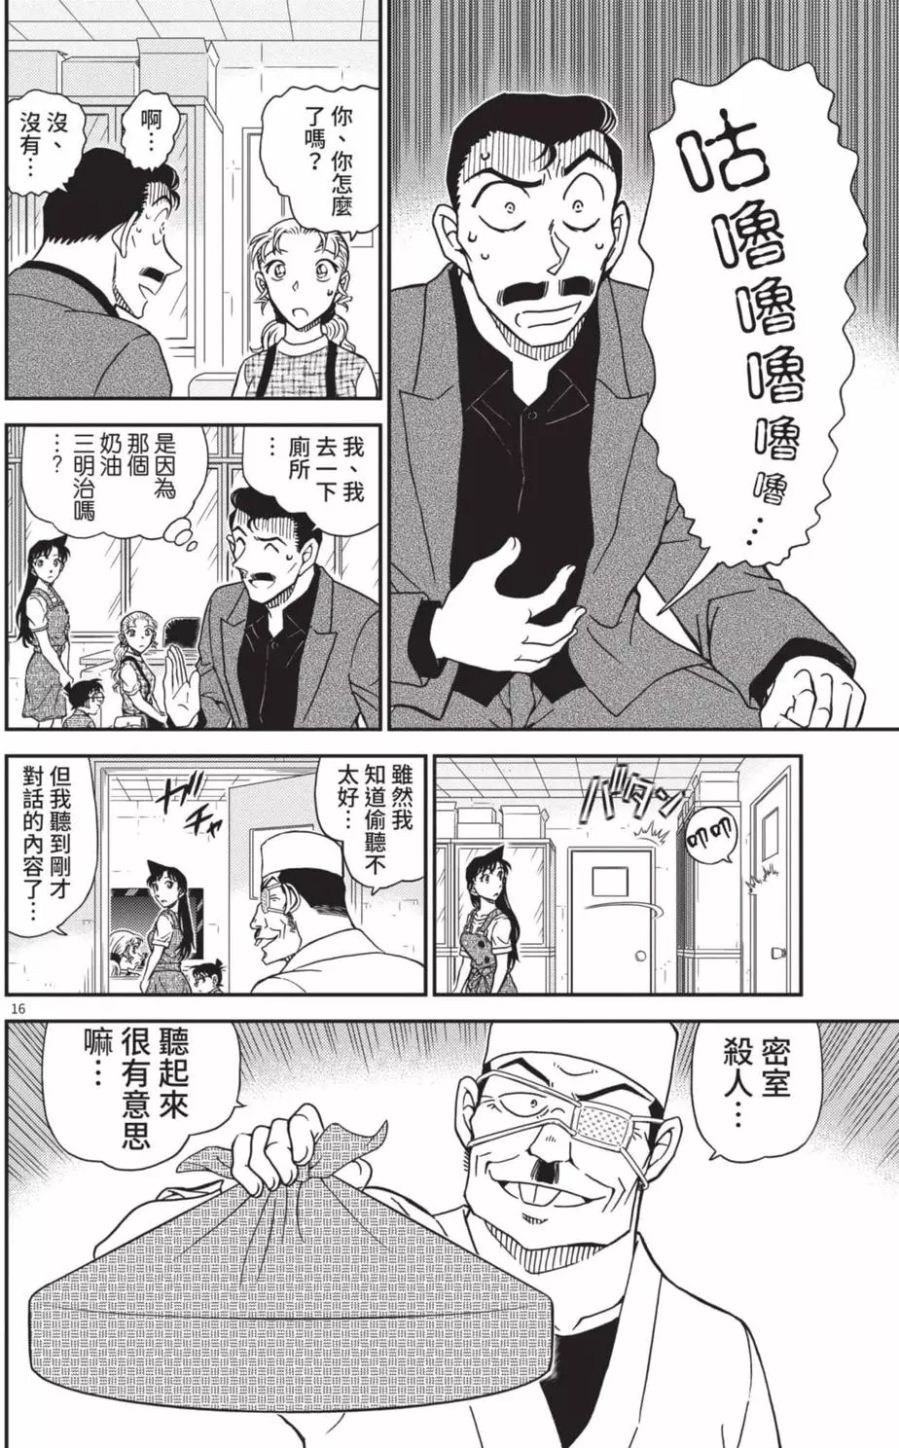 咕嚕嚕嚕嚕嚕…
你、你怎麼
了嗎?
啊…
沒、
沒有…
我、我
去一下
廁所
…
是因為
那個
奶油
三明治嗎
…?
叩叩
雖然我
知道偷聽不
太好…
ガチャ
但我聽到剛才
對話的內容了…
16
密室
殺人…
聽起來
很有意思
嘛…